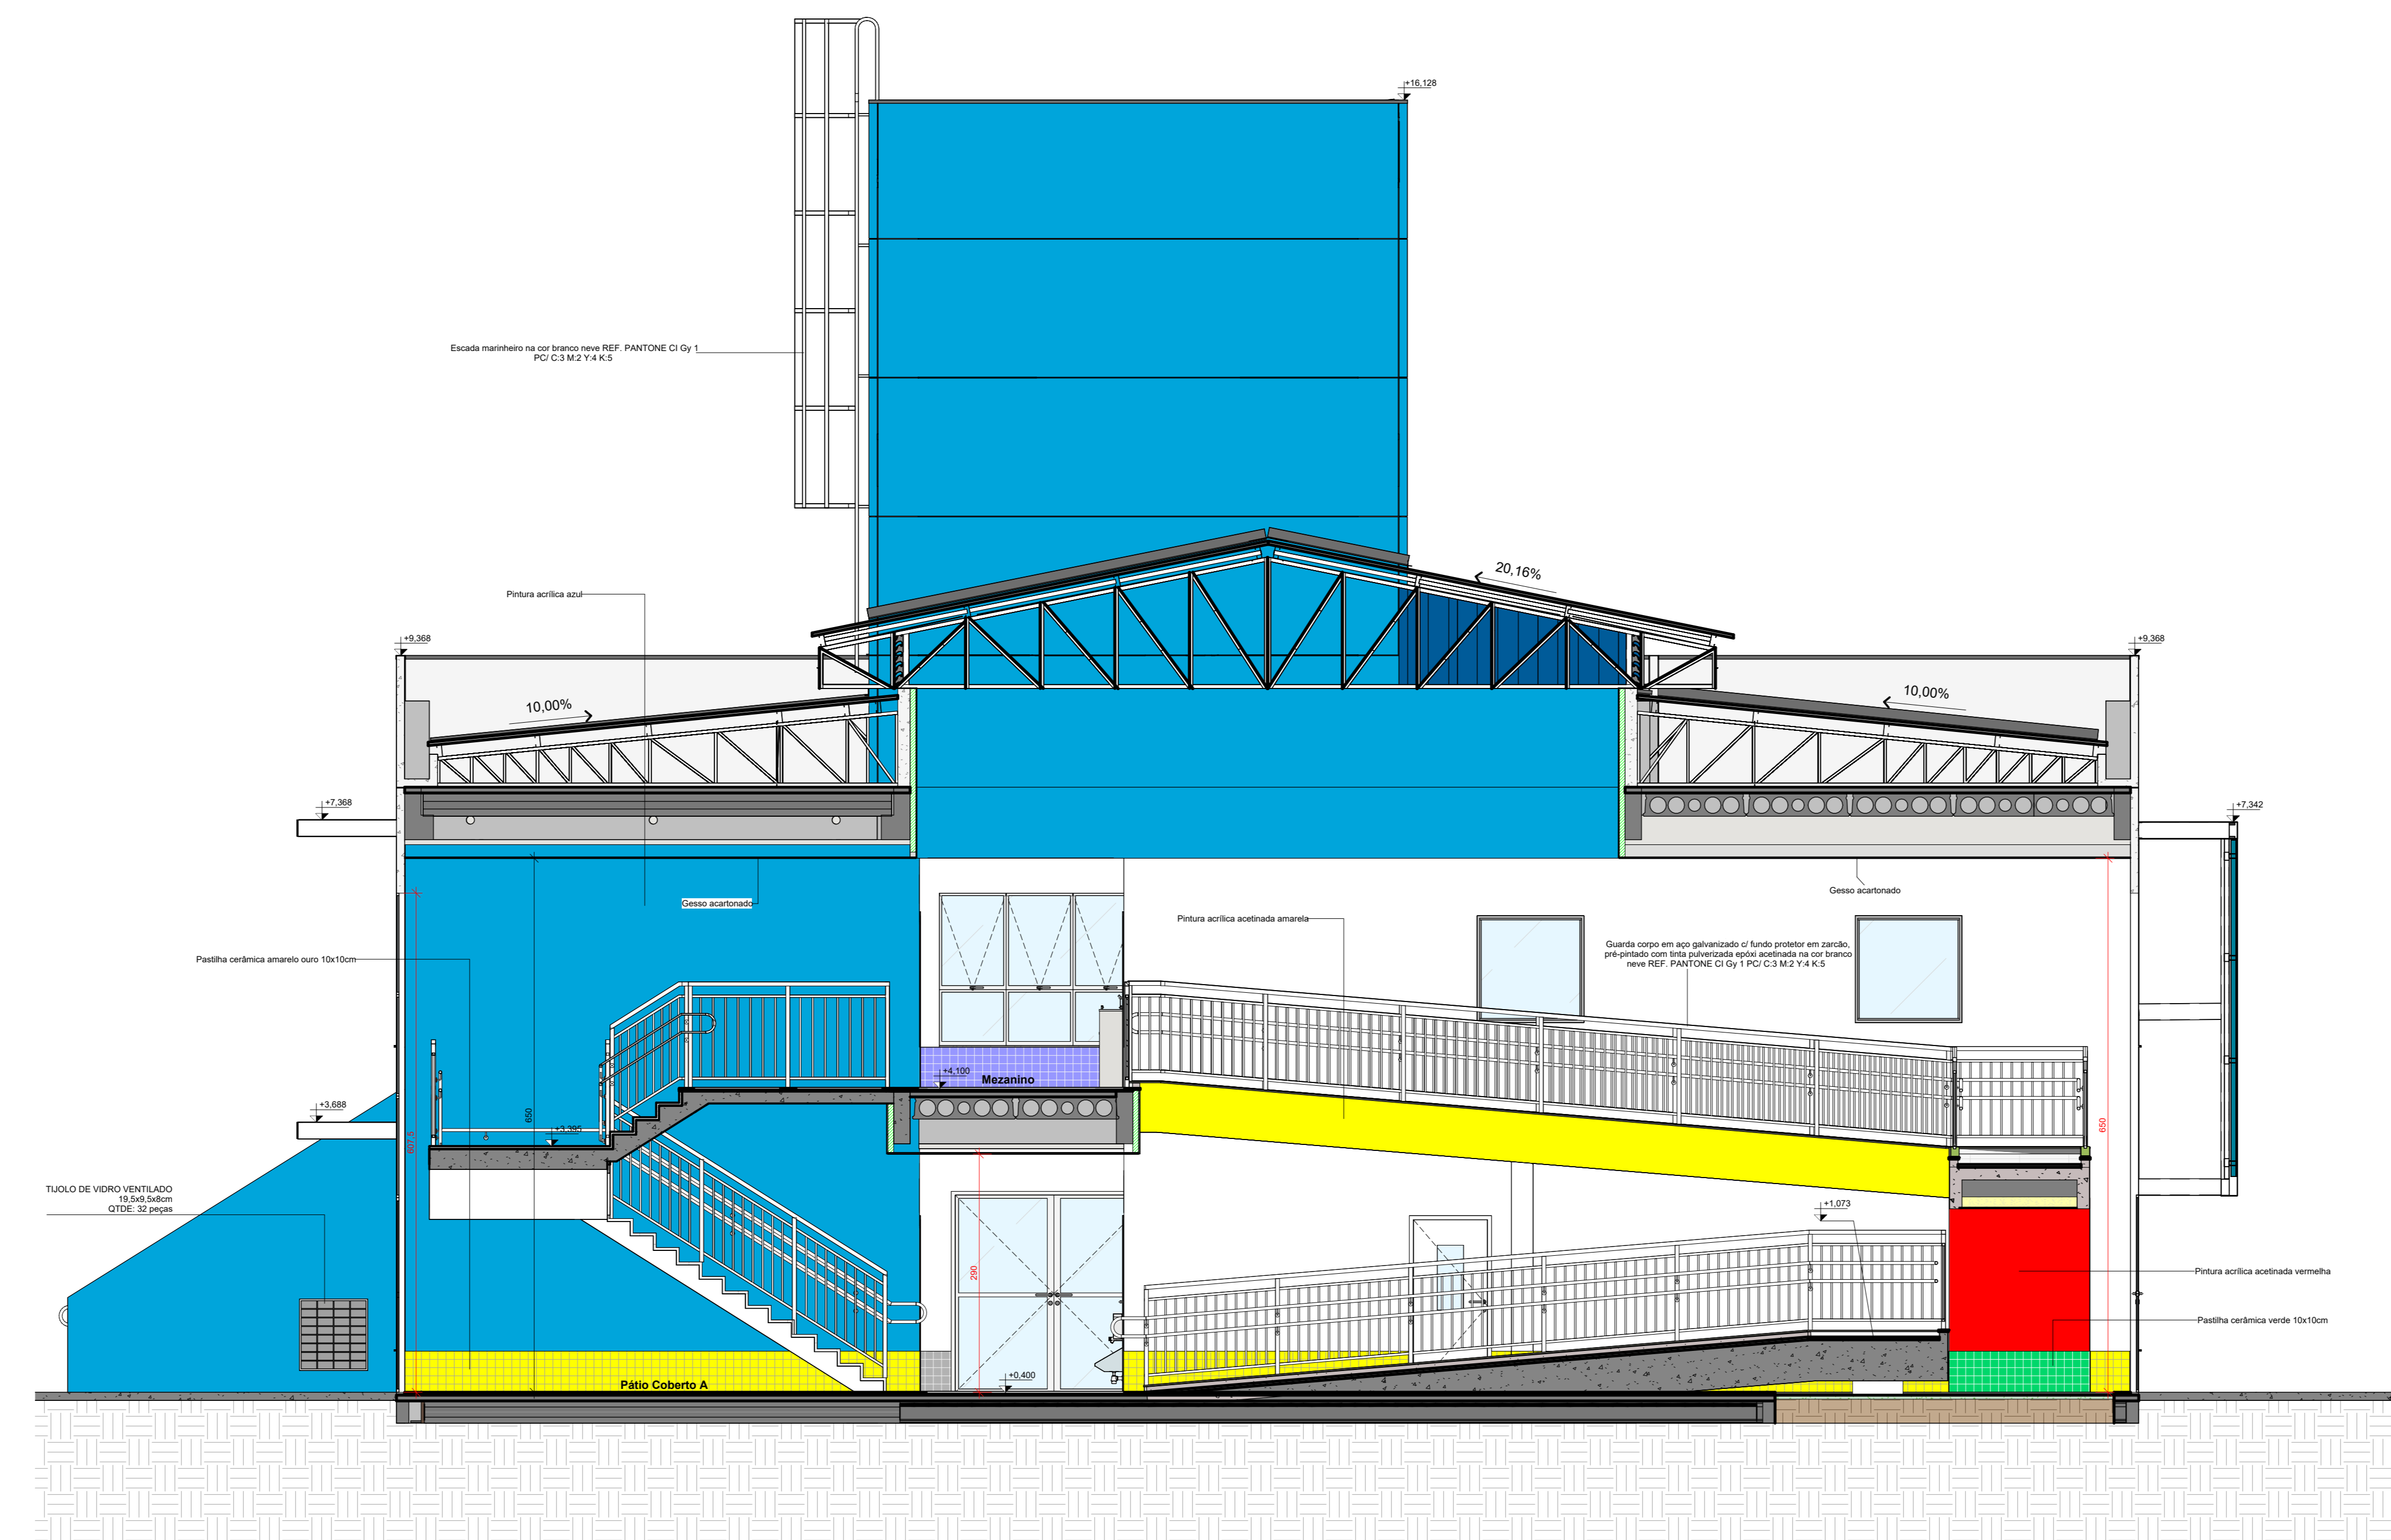 +16,128
Escada marinheiro na cor branco neve REF. PANTONE CI Gy 1
PC/ C:3 M:2 Y:4 K:5
20,16%
Pintura acrílica azul
+9,368
+9,368
10,00%
10,00%
+7,368
+7,342
Gesso acartonado
Gesso acartonado
Pintura acrílica acetinada amarela
Guarda corpo em aço galvanizado c/ fundo protetor em zarcão,
pré-pintado com tinta pulverizada epóxi acetinada na cor branco
neve REF. PANTONE CI Gy 1 PC/ C:3 M:2 Y:4 K:5
Pastilha cerâmica amarelo ouro 10x10cm
+4,100
Mezanino
+3,688
650
+3,395
607,5
650
TIJOLO DE VIDRO VENTILADO
19,5x9,5x8cm
QTDE: 32 peças
+1,073
290
Pintura acrílica acetinada vermelha
Pastilha cerâmica verde 10x10cm
+0,400
Pátio Coberto A